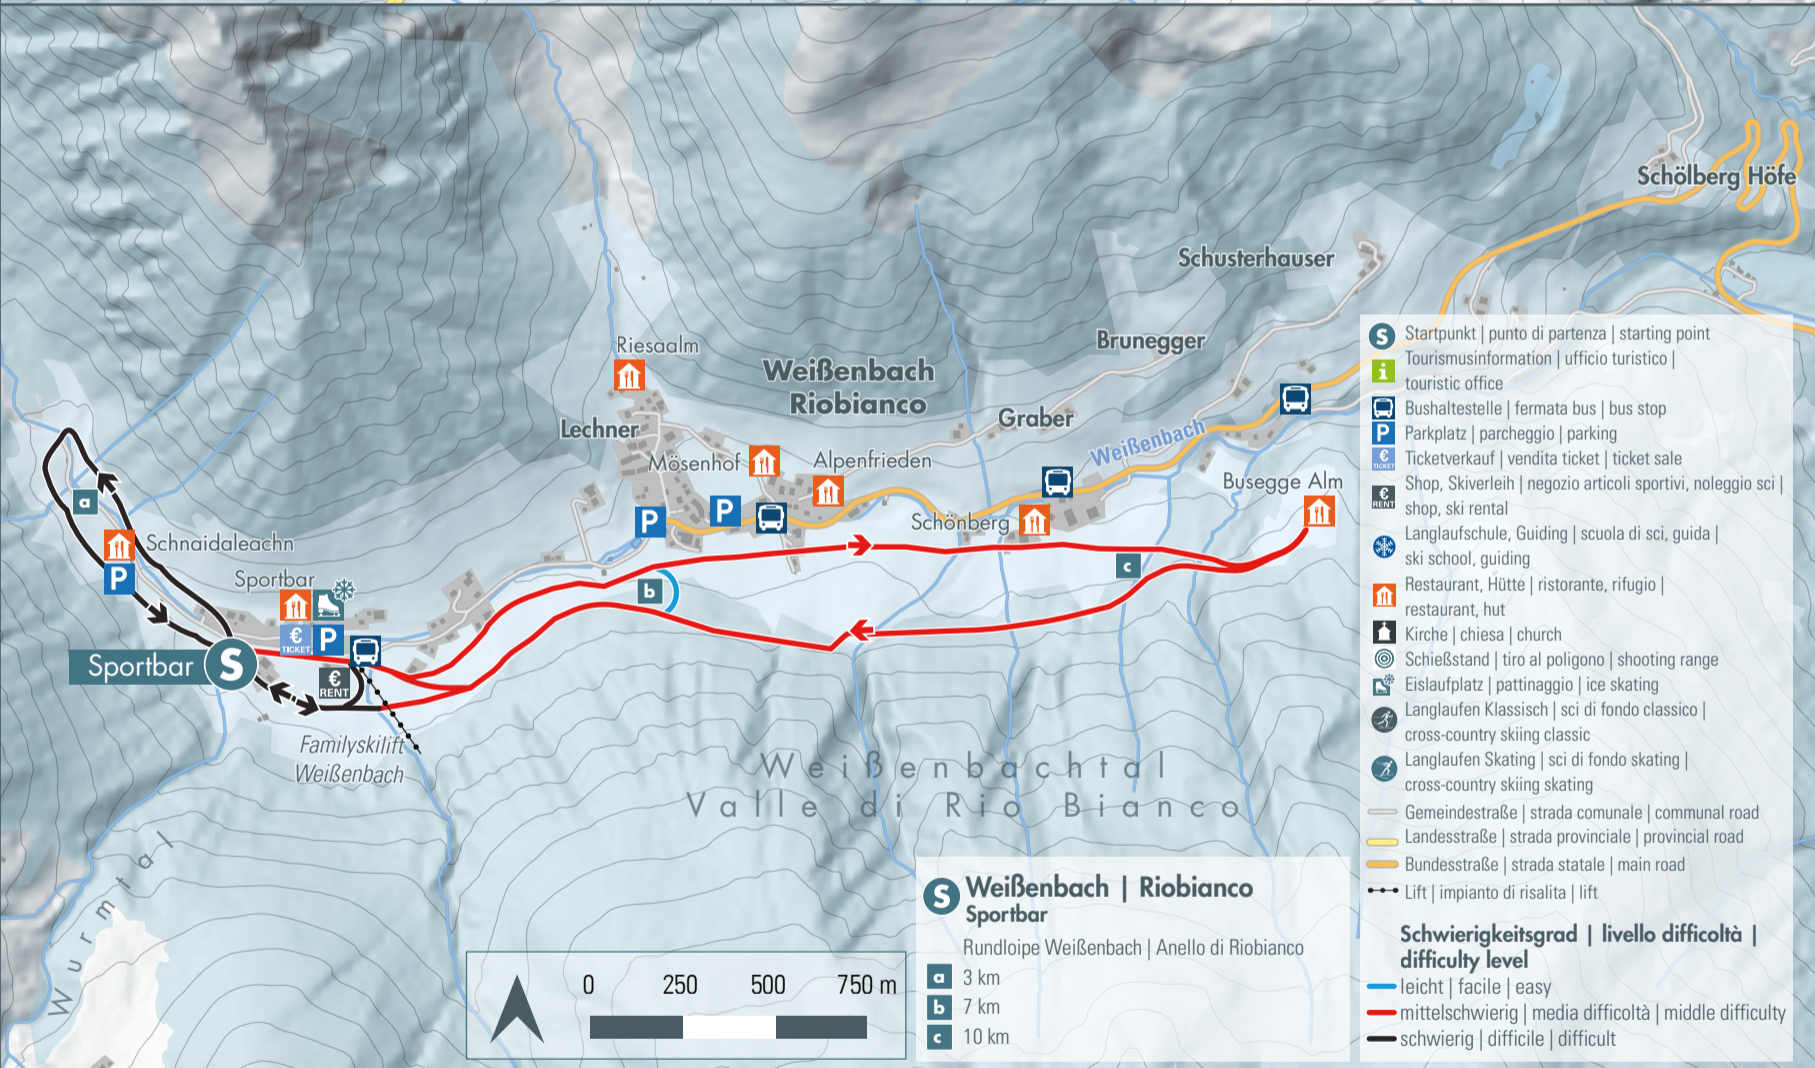 Schölberg Höfe
Schusterhauser
Brunegger
Riesaalm
Weißenbach
Riobianco
Lechner
Graber
Weißenbach
Mösenhof
Alpenfrieden
Busegge Alm
P
P
Schönberg
a
Schnaidaleachn
P
Sportbar
b
c
€
TICKET
P
Sportbar
S
€
RENT
Familyskilift
Weißenbach
Weißenbachtal
Valle di Rio Bianco
Wurmtal
0 250 500 750 m
S Weißenbach | Riobianco
Sportbar
Rundloipe Weißenbach | Anello di Riobianco
a 3 km
b 7 km
c 10 km
S Startpunkt | punto di partenza | starting point
i Tourismusinformation | ufficio turistico |
touristic office
Bushaltestelle | fermata bus | bus stop
P Parkplatz | parcheggio | parking
€ TICKET Ticketverkauf | vendita ticket | ticket sale
€ RENT Shop, Skiverleih | negozio articoli sportivi, noleggio sci |
shop, ski rental
Langlaufschule, Guiding | scuola di sci, guida |
ski school, guiding
Restaurant, Hütte | ristorante, rifugio |
restaurant, hut
Kirche | chiesa | church
Schießstand | tiro al poligono | shooting range
Eislaufplatz | pattinaggio | ice skating
Langlaufen Klassisch | sci di fondo classico |
cross-country skiing classic
Langlaufen Skating | sci di fondo skating |
cross-country skiing skating
Gemeindestraße | strada comunale | communal road
Landesstraße | strada provinciale | provincial road
Bundesstraße | strada statale | main road
Lift | impianto di risalita | lift
Schwierigkeitsgrad | livello difficoltà |
difficulty level
leicht | facile | easy
mittelschwierig | media difficoltà | middle difficulty
schwierig | difficile | difficult